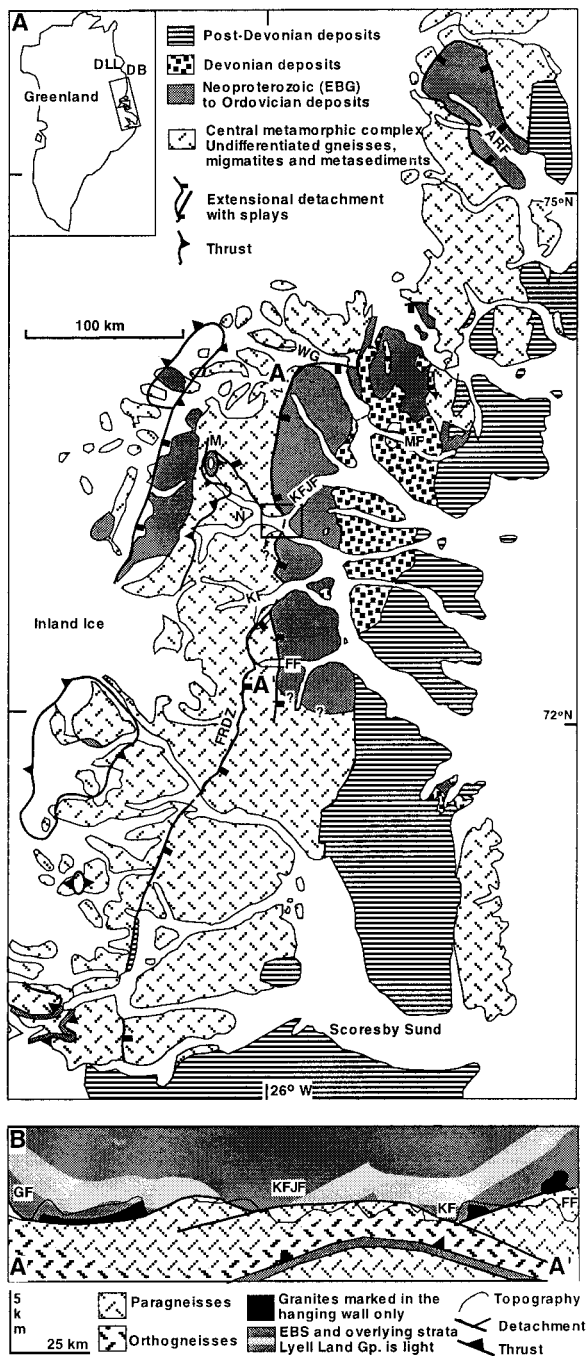 A
DLL DB
Greenland
Post-Devonian deposits
Devonian deposits
Neoproterozoic (EBG)
to Ordovician deposits
Central metamorphic complex
Undifferentiated gneisses,
migmatites and metasediments
Extensional detachment
with splays
Thrust
ARF
75ºN
100 km
WG
A
M
MF
KFJF
N
?
KF
Inland Ice
FF
A'
? ?
FRDZ
72ºN
Scoresby Sund
26º W
B
GF
KFJF
KF
FF
A
A'
5
k
m
25 km
Paragneisses
Orthogneisses
Granites marked in the
hanging wall only
EBS and overlying strata
Lyell Land Gp. is light
Topography
Detachment
Thrust